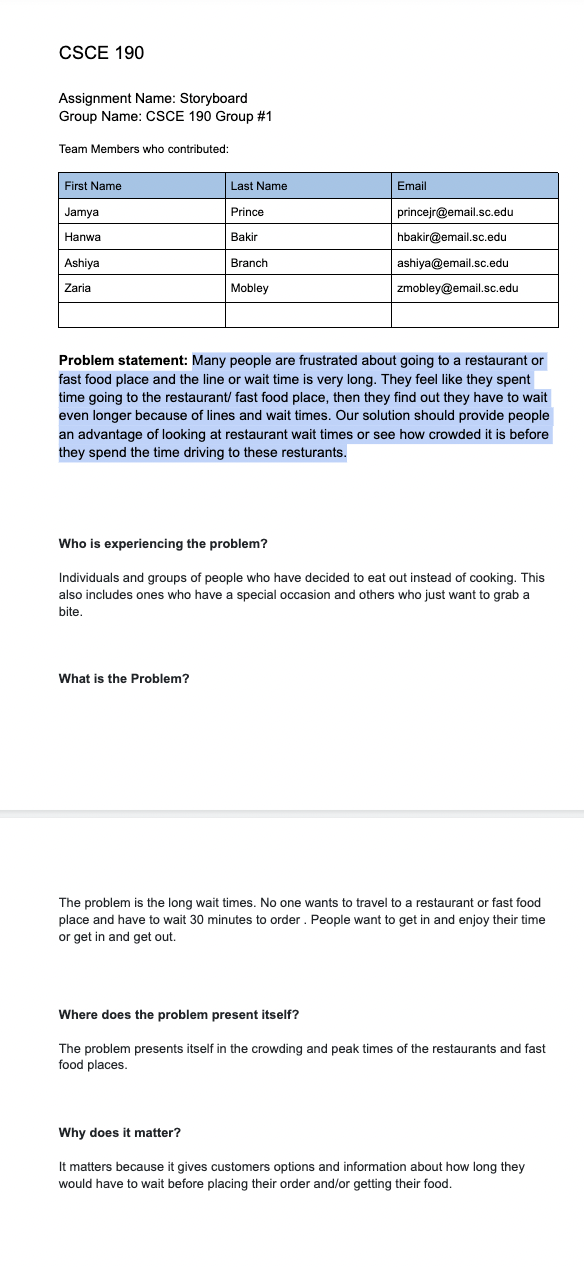 CSCE 190
Assignment Name: Storyboard
Group Name: CSCE 190 Group #1
Team Members who contributed:
First Name Last Name Email
Jamya Prince princejr@email.sc.edu
Hanwa Bakir hbakir@email.sc.edu
Ashiya Branch ashiya@email.sc.edu
Zaria Mobley zmobley@email.sc.edu
Problem statement: Many people are frustrated about going to a restaurant or
fast food place and the line or wait time is very long. They feel like they spent
time going to the restaurant/ fast food place, then they find out they have to wait
even longer because of lines and wait times. Our solution should provide people
an advantage of looking at restaurant wait times or see how crowded it is before
they spend the time driving to these resturants.
Who is experiencing the problem?
Individuals and groups of people who have decided to eat out instead of cooking. This
also includes ones who have a special occasion and others who just want to grab a
bite.
What is the Problem?
The problem is the long wait times. No one wants to travel to a restaurant or fast food
place and have to wait 30 minutes to order . People want to get in and enjoy their time
or get in and get out.
Where does the problem present itself?
The problem presents itself in the crowding and peak times of the restaurants and fast
food places.
Why does it matter?
It matters because it gives customers options and information about how long they
would have to wait before placing their order and/or getting their food.